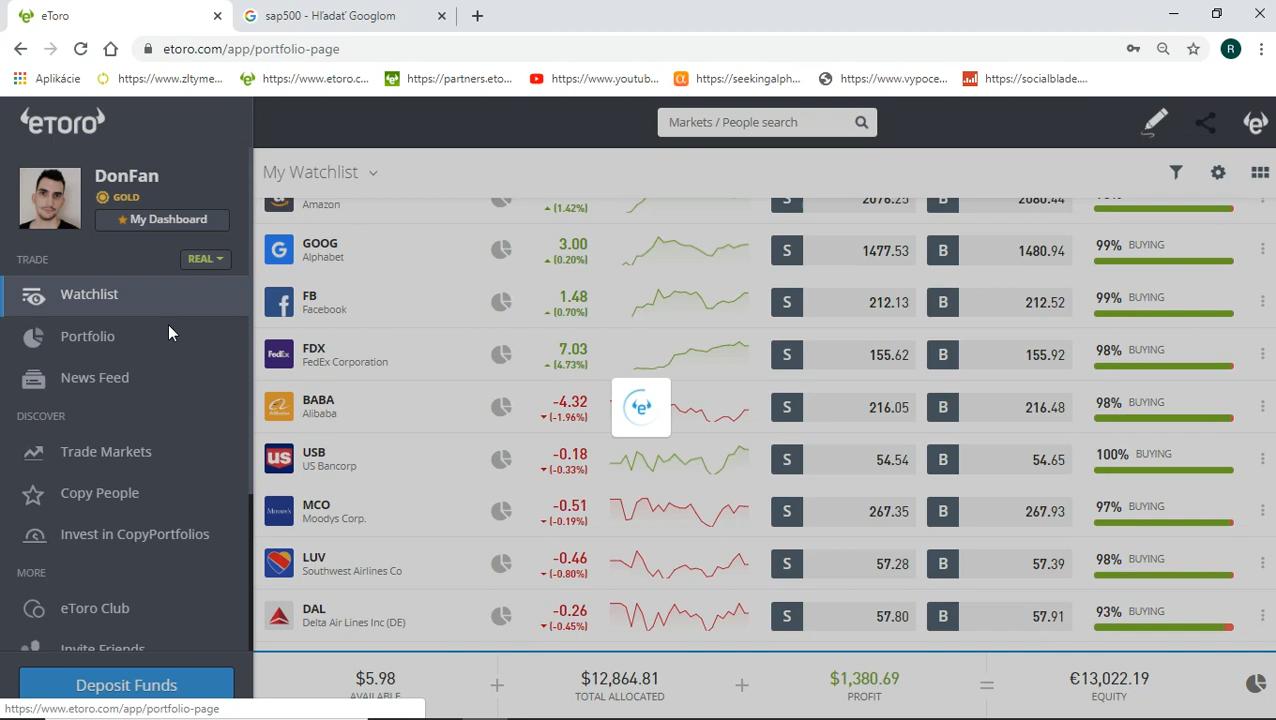 eToro
sap500 - Hľadať Googlom
etoro.com/app/portfolio-page
R
Aplikácie
https://www.zltyme...
https://www.etoro.c...
https://partners.eto...
https://www.youtub...
https://seekingalph...
https://www.vypoce...
https://socialblade....
eToro
Markets / People search
DonFan
GOLD
My Dashboard
TRADE
REAL
Watchlist
Portfolio
News Feed
DISCOVER
Trade Markets
Copy People
Invest in CopyPortfolios
MORE
eToro Club
Invite Friends
Deposit Funds
https://www.etoro.com/app/portfolio-page
My Watchlist
Amazon (1.42%) S 2078.25 B 2080.44
GOOG 3.00 S 1477.53 B 1480.94 99% BUYING
Alphabet (0.20%)
FB 1.48 S 212.13 B 212.52 99% BUYING
Facebook (0.70%)
FedEx FDX 7.03 S 155.62 B 155.92 98% BUYING
FedEx Corporation (4.73%)
BABA -4.32 S 216.05 B 216.48 98% BUYING
Alibaba (-1.96%)
us USB -0.18 S 54.54 B 54.65 100% BUYING
US Bancorp (-0.33%)
MCO -0.51 S 267.35 B 267.93 97% BUYING
Moodys Corp. (-0.19%)
LUV -0.46 S 57.28 B 57.39 98% BUYING
Southwest Airlines Co (-0.80%)
DAL -0.26 S 57.80 B 57.91 93% BUYING
Delta Air Lines Inc (DE) (-0.45%)
$5.98 + $12,864.81 + $1,380.69 = €13,022.19
AVAILABLE TOTAL ALLOCATED PROFIT EQUITY